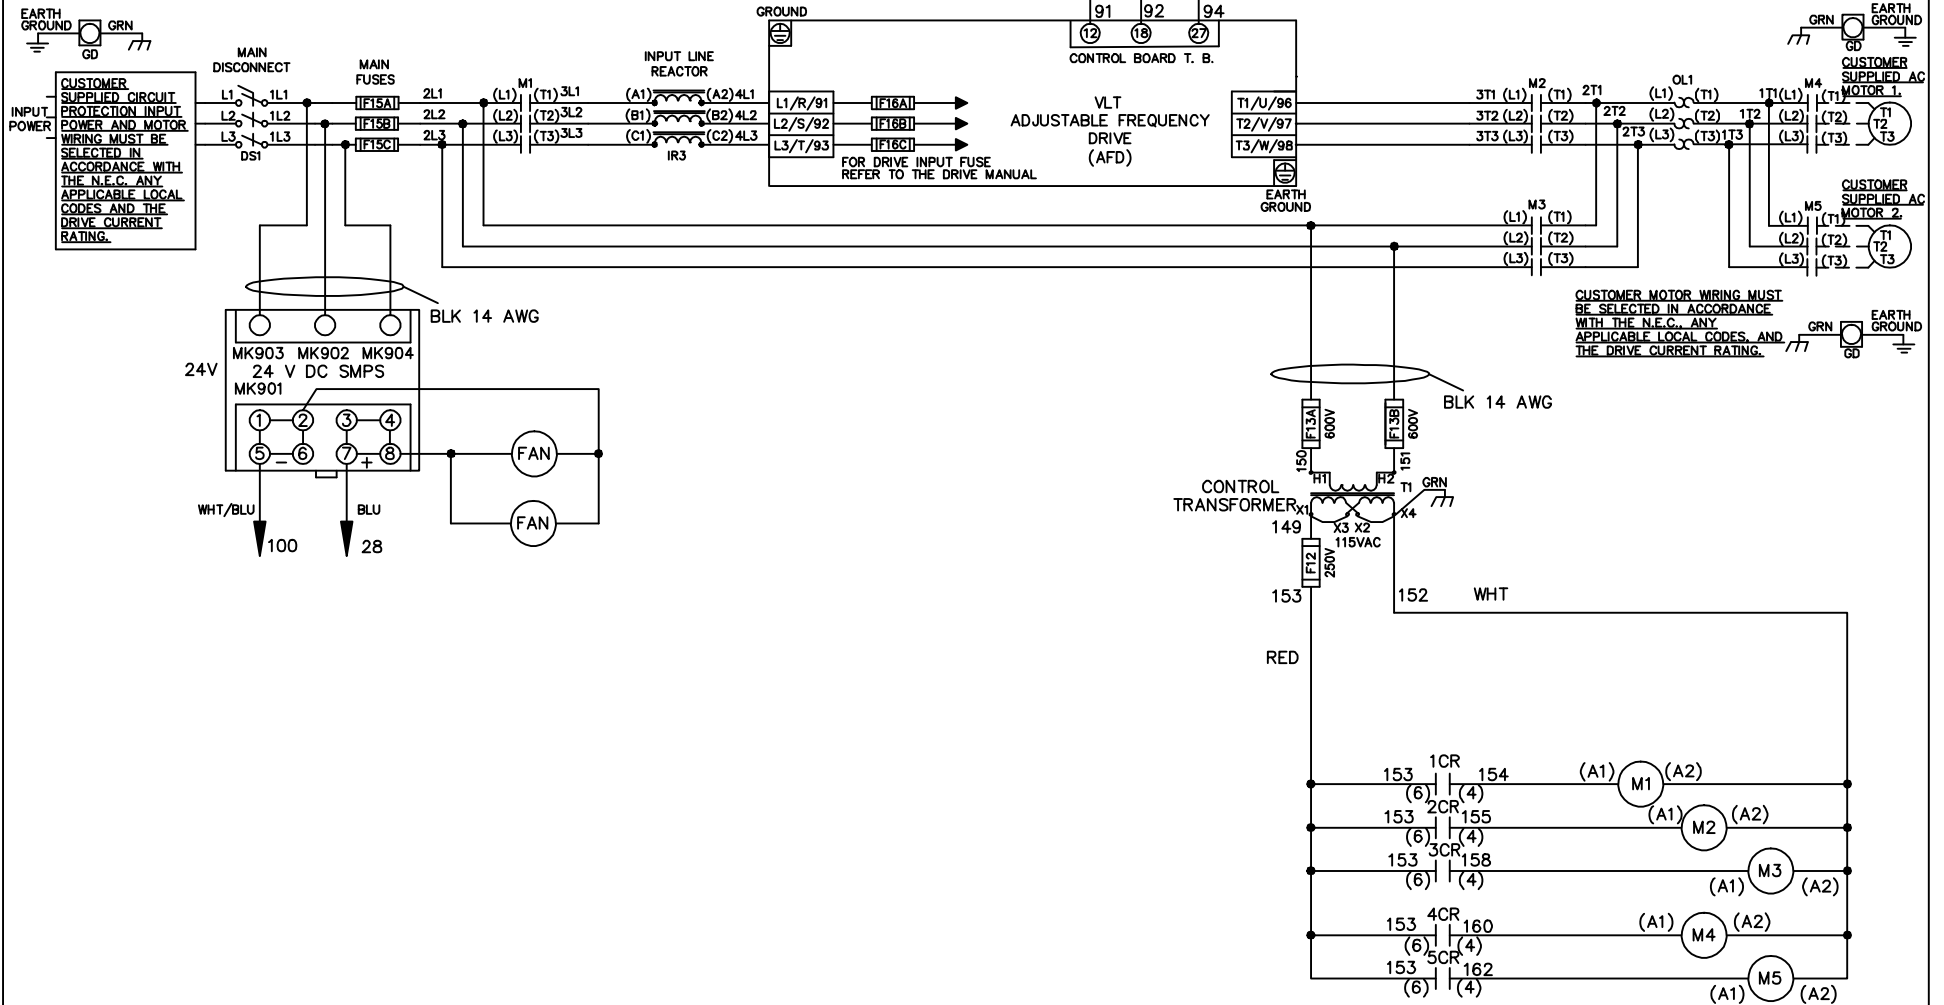 EARTH
GROUND
GRN
GD
MAIN
DISCONNECT
MAIN
FUSES
INPUT
POWER
CUSTOMER
SUPPLIED CIRCUIT
PROTECTION INPUT
POWER AND MOTOR
WIRING MUST BE
SELECTED IN
ACCORDANCE WITH
THE N.E.C. ANY
APPLICABLE LOCAL
CODES AND THE
DRIVE CURRENT
RATING.
L1 1L1
L2 1L2
L3 1L3
DS1
F15A
F15B
F15C
2L1
2L2
2L3
M1
(L1) (T1) 3L1
(L2) (T2) 3L2
(L3) (T3) 3L3
INPUT LINE
REACTOR
(A1) (A2) 4L1
(B1) (B2) 4L2
(C1) (C2) 4L3
IR3
GROUND
L1/R/91
L2/S/92
L3/T/93
F16A
F16B
F16C
FOR DRIVE INPUT FUSE
REFER TO THE DRIVE MANUAL
91 92 94
12 18 27
CONTROL BOARD T. B.
VLT
ADJUSTABLE FREQUENCY
DRIVE
(AFD)
T1/U/96
T2/V/97
T3/W/98
EARTH
GROUND
M2
3T1 (L1) (T1) 2T1
3T2 (L2) (T2) 2T2
3T3 (L3) (T3) 2T3
OL1
(L1) (T1) 1T1
(L2) (T2) 1T2
(L3) (T3) 1T3
M4
(L1) (T1)
(L2) (T2)
(L3) (T3)
GRN
GD
EARTH
GROUND
CUSTOMER
SUPPLIED AC
MOTOR 1.
T1
T2
T3
M3
(L1) (T1)
(L2) (T2)
(L3) (T3)
M5
(L1) (T1)
(L2) (T2)
(L3) (T3)
CUSTOMER
SUPPLIED AC
MOTOR 2.
T1
T2
T3
CUSTOMER MOTOR WIRING MUST
BE SELECTED IN ACCORDANCE
WITH THE N.E.C., ANY
APPLICABLE LOCAL CODES, AND
THE DRIVE CURRENT RATING.
GRN
GD
EARTH
GROUND
BLK 14 AWG
MK903 MK902 MK904
24V
24 V DC SMPS
MK901
1 2 3 4
5 6 7 8
− +
FAN
FAN
WHT/BLU
100
BLU
28
BLK 14 AWG
F13A
600V
F13B
600V
150
151
H1 H2
T1
GRN
CONTROL
TRANSFORMER
X1
X3 X2
X4
115VAC
149
F12
250V
153
152
WHT
RED
1CR
153 154
(6) (4)
(A1) M1 (A2)
2CR
153 155
(6) (4)
(A1) M2 (A2)
3CR
153 158
(6) (4)
(A1) M3 (A2)
4CR
153 160
(6) (4)
(A1) M4 (A2)
5CR
153 162
(6) (4)
(A1) M5 (A2)